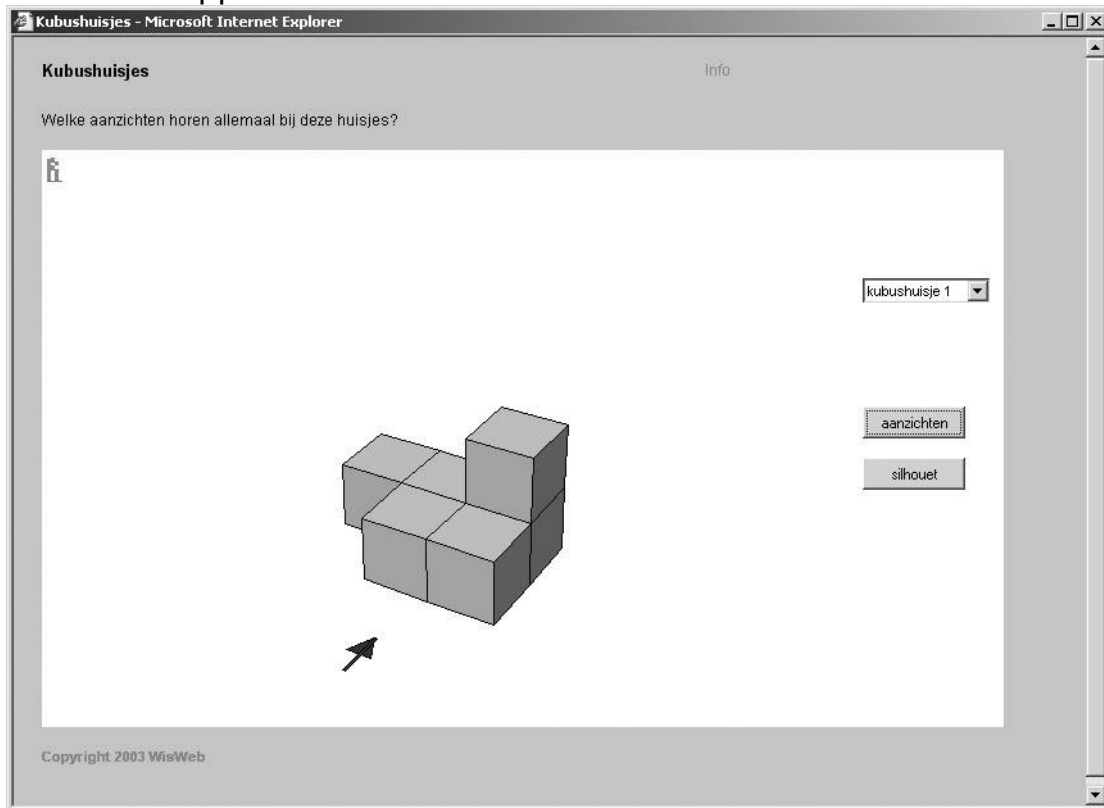 Kubushuisjes - Microsoft Internet Explorer
Kubushuisjes
Info
Welke aanzichten horen allemaal bij deze huisjes?
kubushuisje 1
aanzichten
silhouet
Copyright 2003 WisWeb